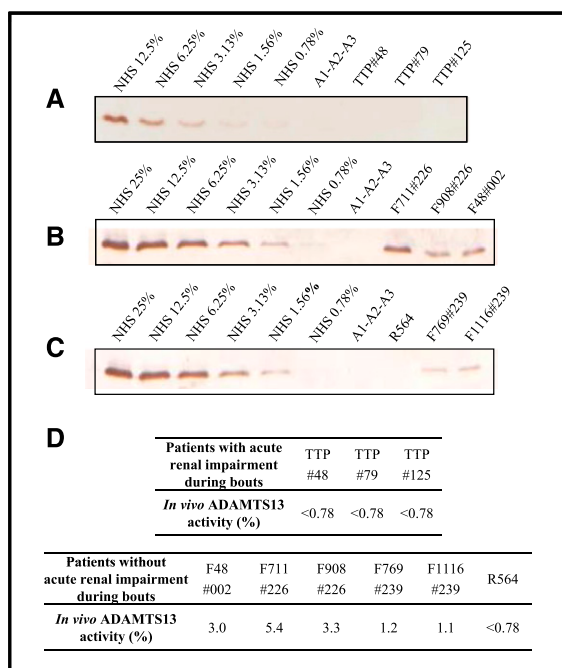 A
NHS 12.5% NHS 6.25% NHS 3.13% NHS 1.56% NHS 0.78% A1-A2-A3 TTP#48 TTP#79 TTP#125
B
NHS 25% NHS 12.5% NHS 6.25% NHS 3.13% NHS 1.56% NHS 0.78% A1-A2-A3 F711#226 F908#226 F48#002
C
NHS 25% NHS 12.5% NHS 6.25% NHS 3.13% NHS 1.56% NHS 0.78% A1-A2-A3 R564 F769#239 F1116#239
D
Patients with acute TTP TTP TTP
renal impairment #48 #79 #125
during bouts
In vivo ADAMTS13 <0.78 <0.78 <0.78
activity (%)
Patients without F48 F711 F908 F769 F1116 R564
acute renal impairment #002 #226 #226 #239 #239
during bouts
In vivo ADAMTS13 3.0 5.4 3.3 1.2 1.1 <0.78
activity (%)